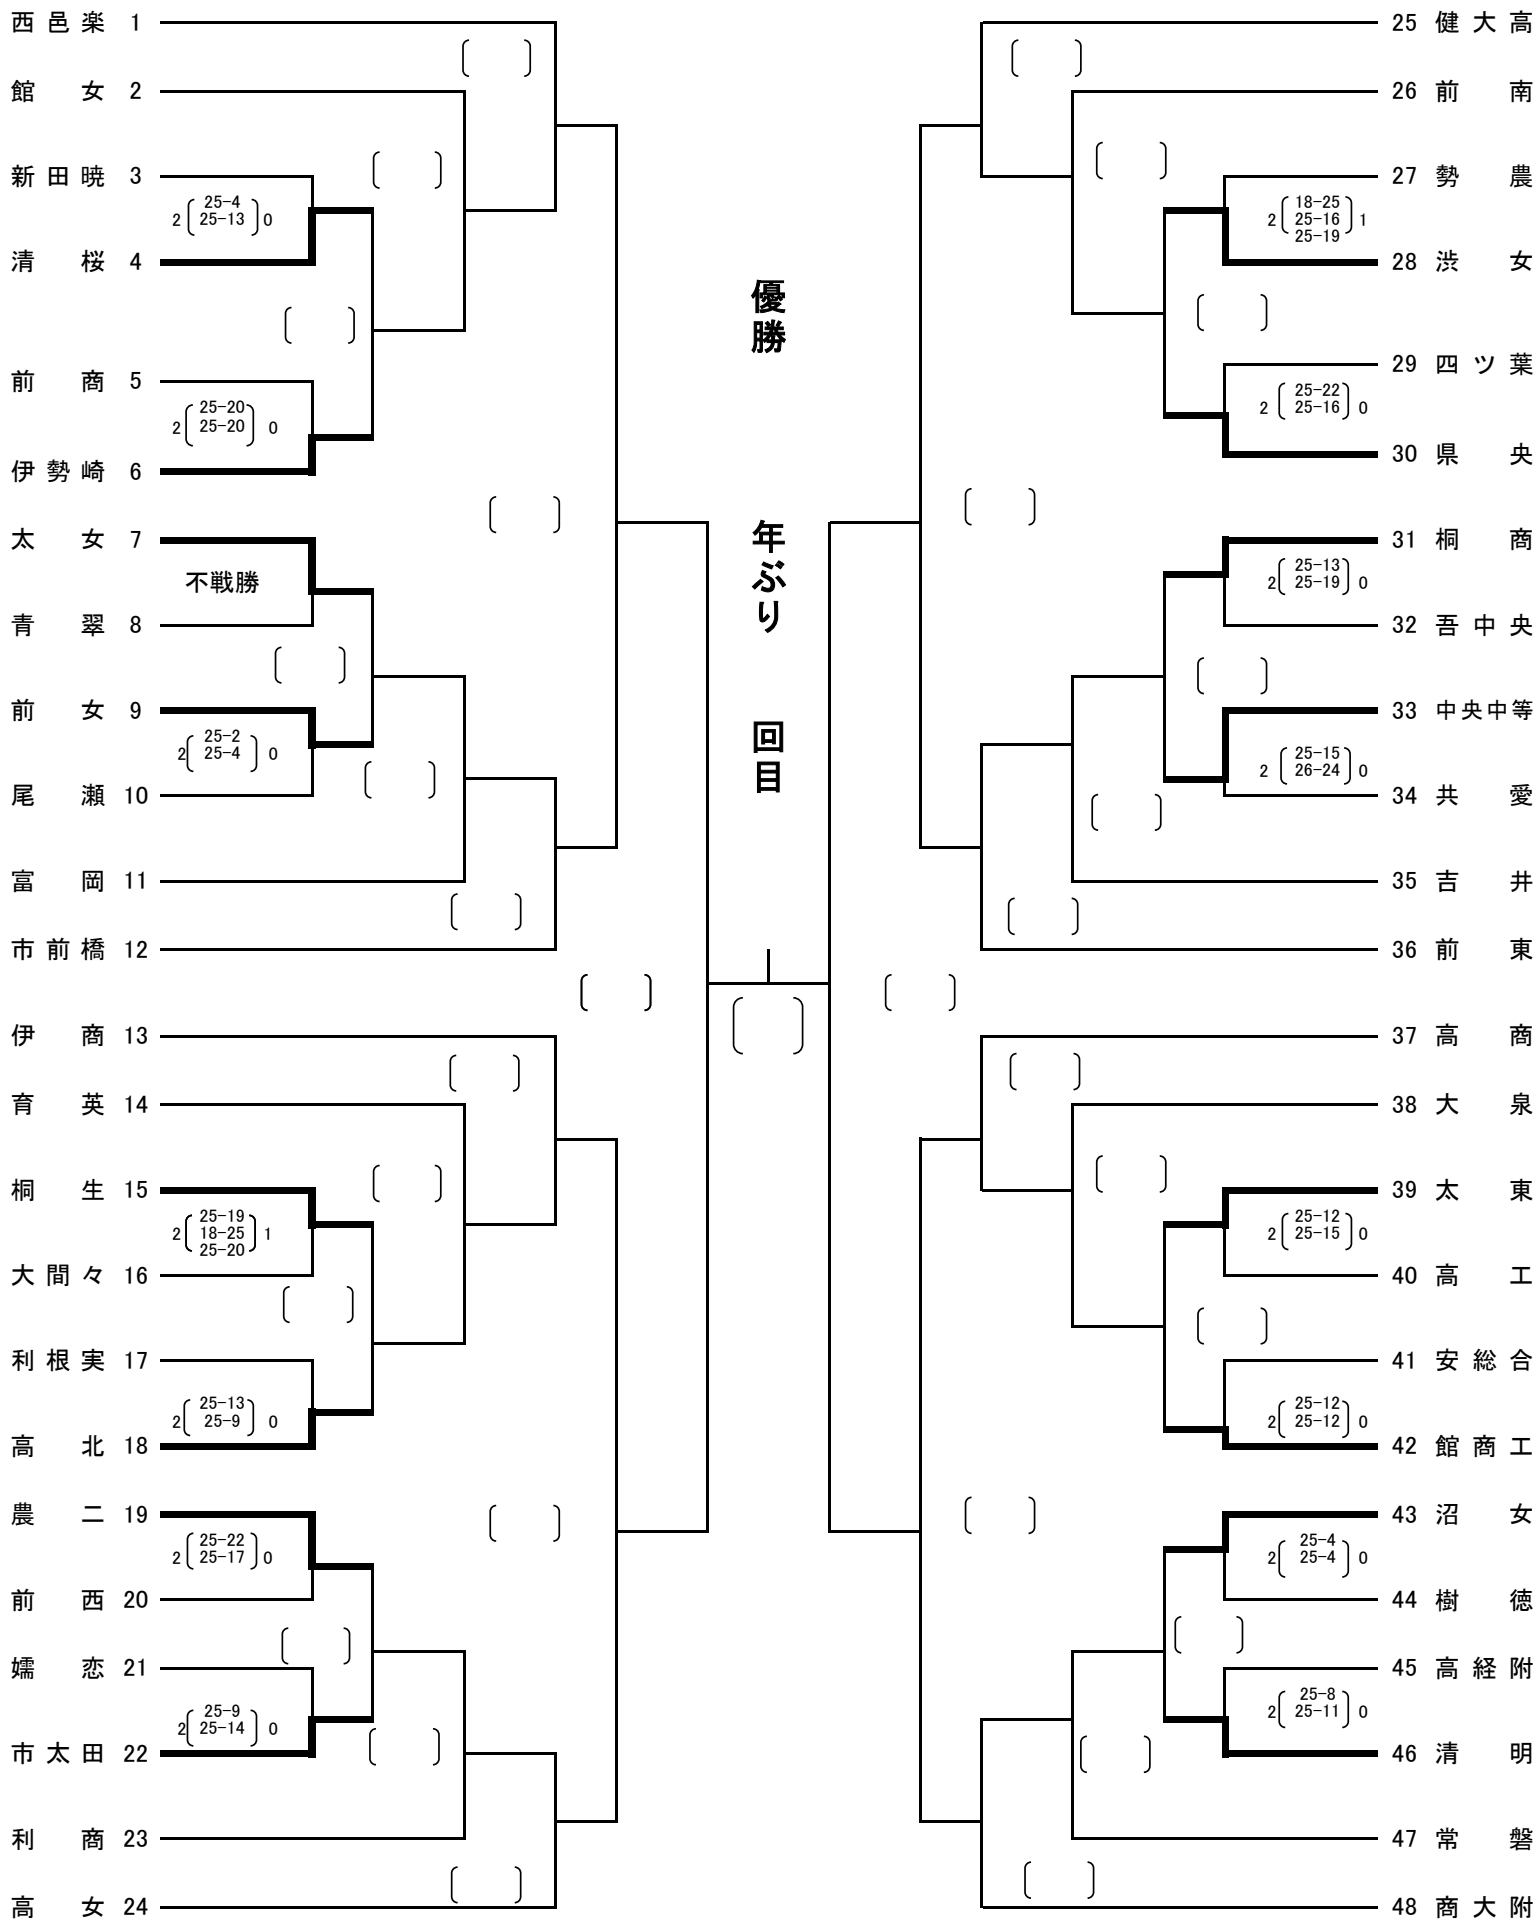 西邑楽 1
館女 2
新田暁 3
2 25-4 0
25-13
清桜 4
前商 5
2 25-20 0
25-20
伊勢崎 6
太女 7
不戦勝
青翠 8
前女 9
2 25-2 0
25-4
尾瀬 10
富岡 11
市前橋 12
伊商 13
育英 14
桐生 15
25-19
2 18-25 1
25-20
大間々 16
利根実 17
2 25-13 0
25-9
高北 18
農二 19
2 25-22 0
25-17
前西 20
嬬恋 21
2 25-9 0
25-14
市太田 22
利商 23
高女 24
優勝
年ぶり
回目
25 健大高
26 前南
27 勢農
18-25
2 25-16 1
25-19
28 渋女
29 四ツ葉
2 25-22 0
25-16
30 県央
31 桐商
2 25-13 0
25-19
32 吾中央
33 中央中等
2 25-15 0
26-24
34 共愛
35 吉井
36 前東
37 高商
38 大泉
39 太東
2 25-12 0
25-15
40 高工
41 安総合
2 25-12 0
25-12
42 館商工
43 沼女
2 25-4 0
25-4
44 樹徳
45 高経附
2 25-8 0
25-11
46 清明
47 常磐
48 商大附